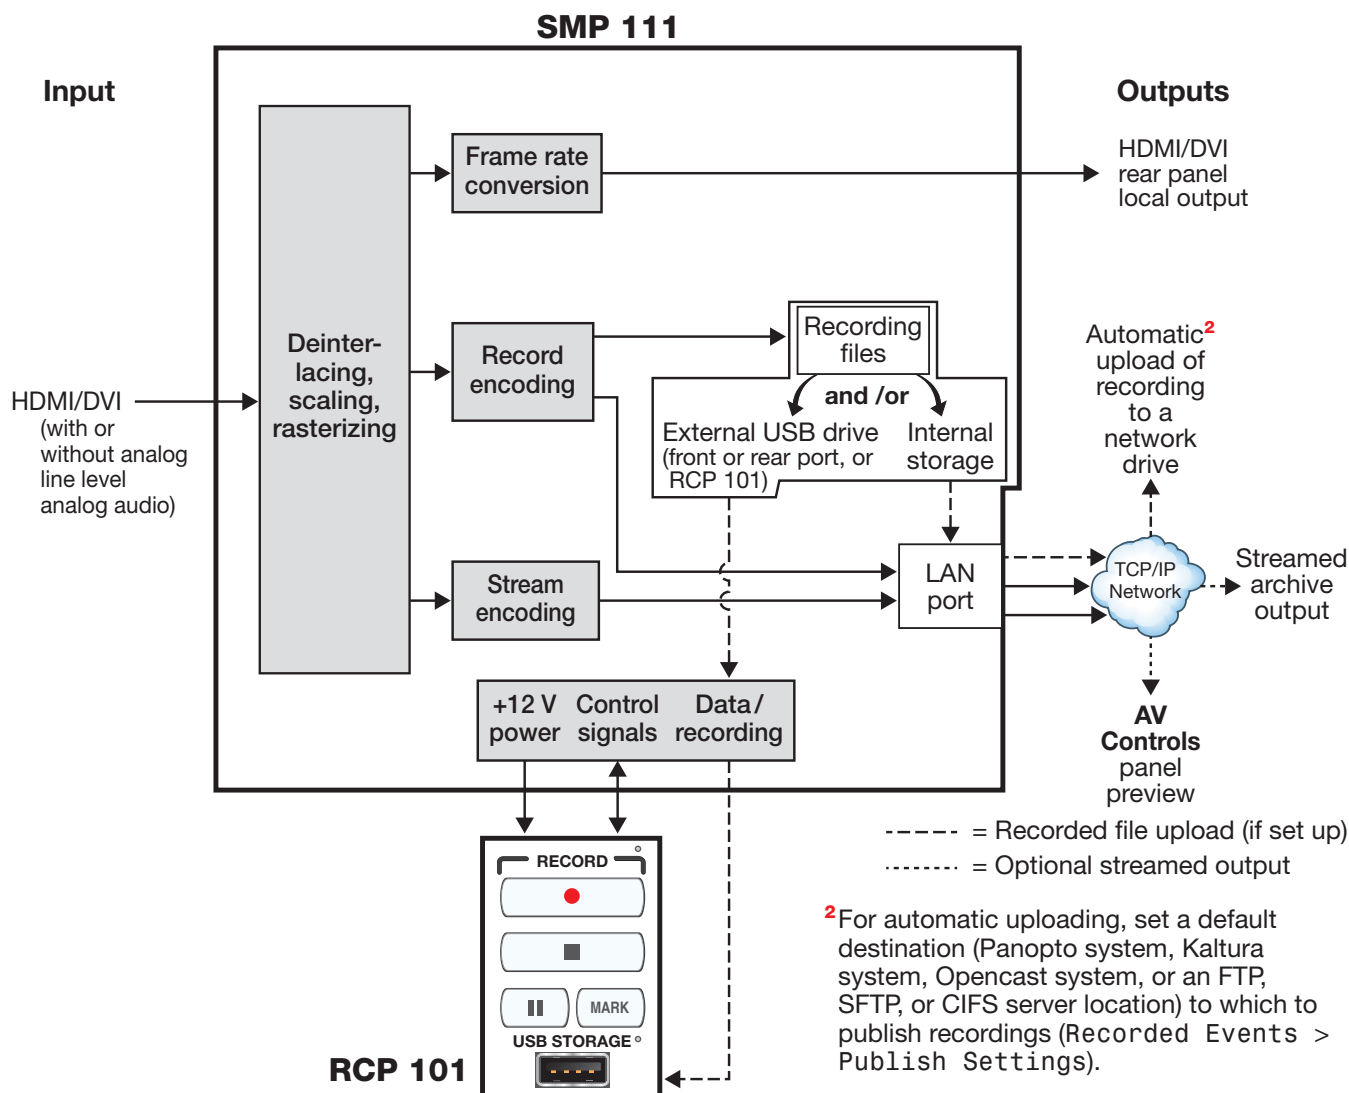 SMP 111
Input
Outputs
Frame rate
conversion
HDMI/DVI
rear panel
local output
Deinter-
lacing,
scaling,
rasterizing
Record
encoding
Recording
files
and /or
External USB drive
(front or rear port, or
RCP 101)
Internal
storage
Automatic2
upload of
recording
to a
network
drive
HDMI/DVI
(with or
without analog
line level
analog audio)
Stream
encoding
LAN
port
TCP/IP
Network
Streamed
archive
output
+12 V
power
Control
signals
Data/
recording
AV
Controls
panel
preview
= Recorded file upload (if set up)
= Optional streamed output
RECORD
MARK
USB STORAGE
RCP 101
2 For automatic uploading, set a default
destination (Panopto system, Kaltura
system, Opencast system, or an FTP,
SFTP, or CIFS server location) to which to
publish recordings (Recorded Events >
Publish Settings).